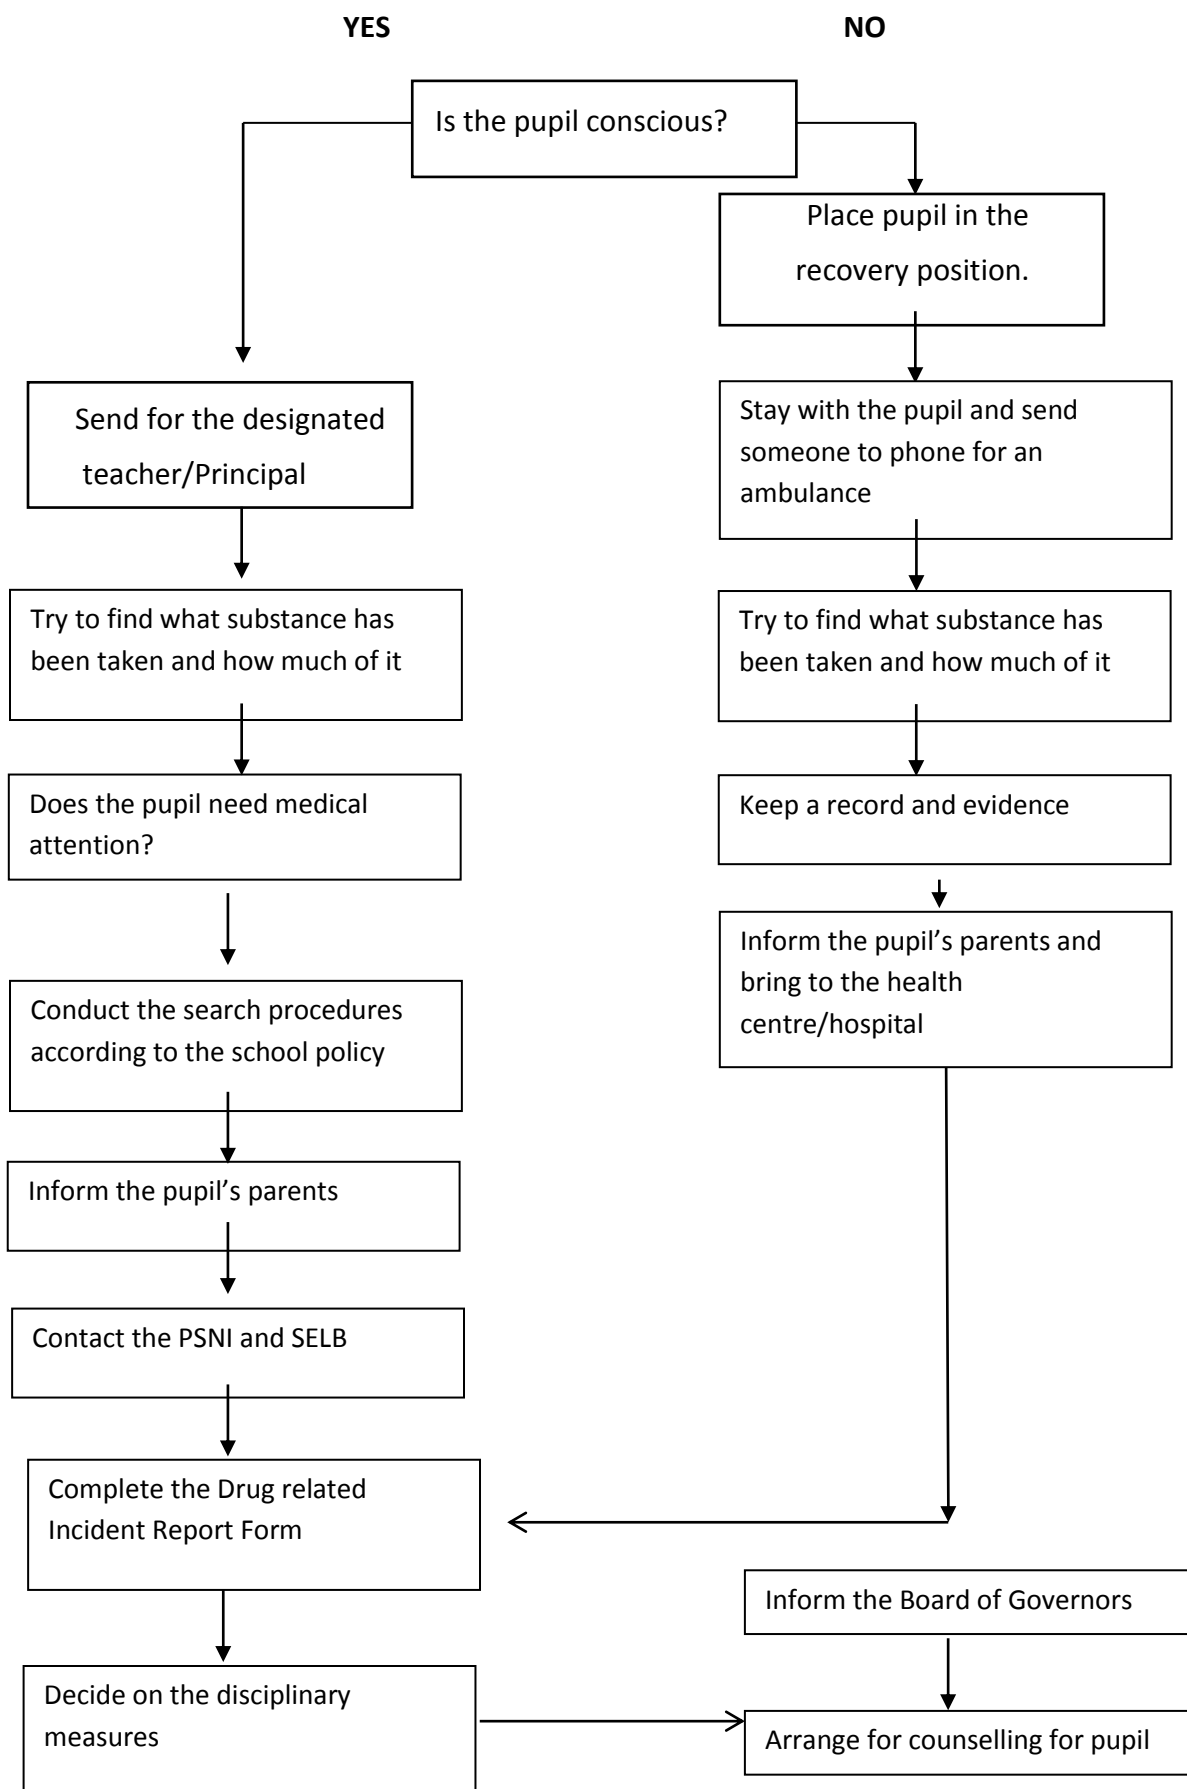 YES
NO
Is the pupil conscious?
Place pupil in the
recovery position.
Send for the designated
teacher/Principal
Stay with the pupil and send
someone to phone for an
ambulance
Try to find what substance has
been taken and how much of it
Try to find what substance has
been taken and how much of it
Does the pupil need medical
attention?
Keep a record and evidence
Inform the pupil’s parents and
bring to the health
centre/hospital
Conduct the search procedures
according to the school policy
Inform the pupil’s parents
Contact the PSNI and SELB
Complete the Drug related
Incident Report Form
Inform the Board of Governors
Decide on the disciplinary
measures
Arrange for counselling for pupil